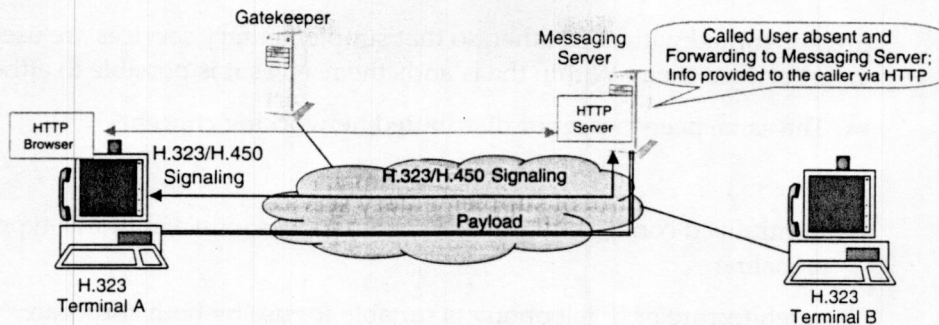 Gatekeeper
Messaging
Server
Called User absent and
Forwarding to Messaging Server;
Info provided to the caller via HTTP
HTTP
Browser
HTTP
Server
H.323/H.450
Signaling
H.323/H.450 Signaling
Payload
H.323
Terminal A
H.323
Terminal B